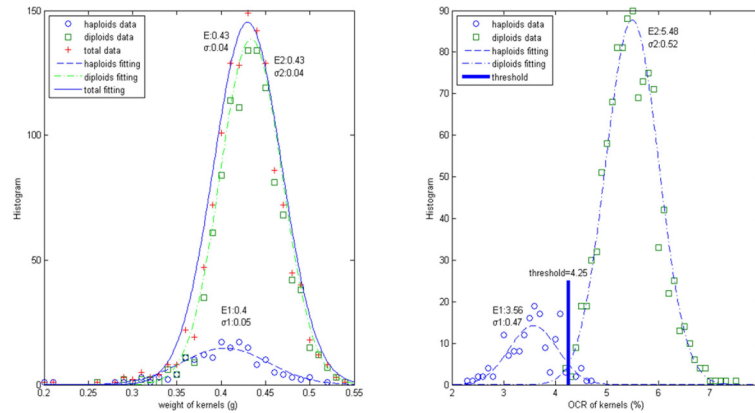 haploids data
diploids data
total data
haploids fitting
diploids fitting
total fitting
E:0.43
σ:0.04
E2:0.43
σ2:0.04
E1:0.4
σ1:0.05
150
100
50
0
Histogram
0.2 0.25 0.3 0.35 0.4 0.45 0.5 0.55
weight of kernels (g)
haploids data
diploids data
haploids fitting
diploids fitting
threshold
E2:5.48
σ2:0.52
threshold=4.25
E1:3.56
σ1:0.47
90
80
70
60
50
40
30
20
10
0
Histogram
2 3 4 5 6 7
OCR of kernels (%)